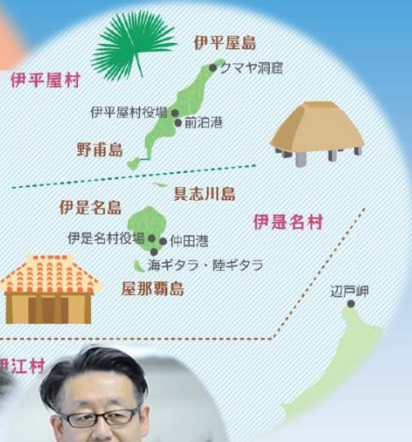 伊平屋島
クマヤ洞窟
伊平屋村
伊平屋村役場
前泊港
野甫島
具志川島
伊是名島
伊是名村
伊是名村役場
仲田港
海ギタラ・陸ギタラ
屋那覇島
辺戸岬
伊江村